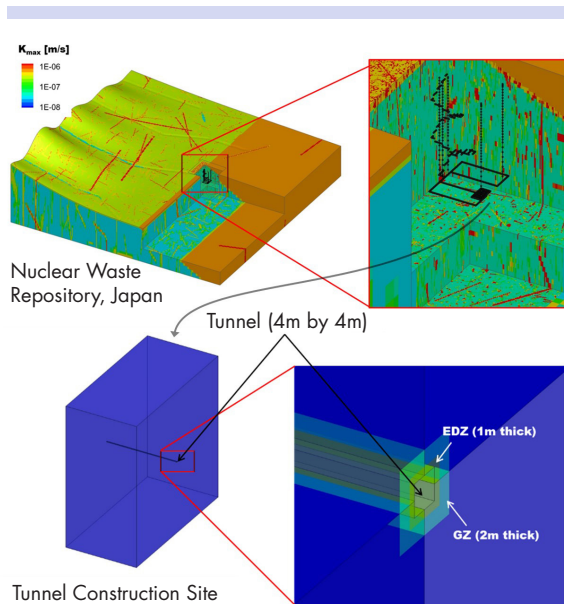 Kmax [m/s]
1E-06
1E-07
1E-08
Nuclear Waste
Repository, Japan
Tunnel (4m by 4m)
EDZ (1m thick)
GZ (2m thick)
Tunnel Construction Site